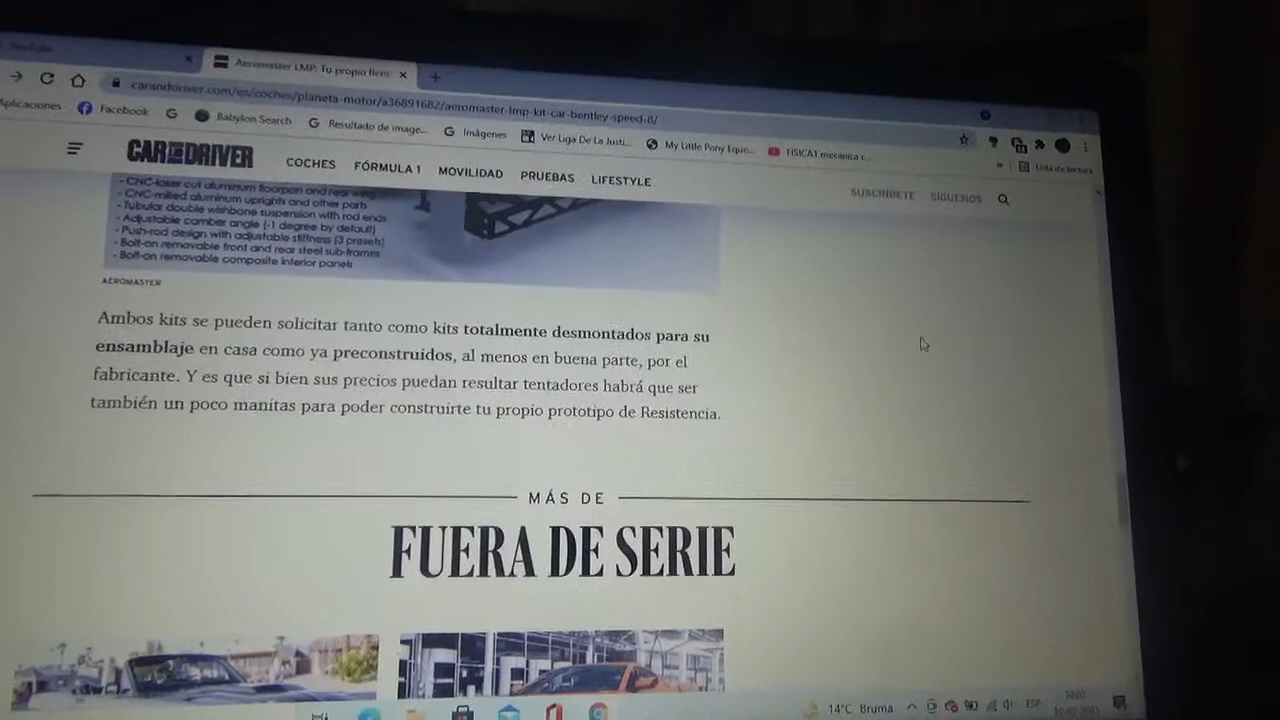 YouTube
Aeromaster LMP: Tu propio Bent
carandriver.com/es/coches/planeta-motor/a36891682/aeromaster-lmp-kit-car-bentley-speed-8/
Aplicaciones Facebook Babylon Search Resultado de image... Imágenes Ver Liga De La Justi... My Little Pony Eque... FISICA1 mecánica c... »
Lista de lectura
CAR AND DRIVER COCHES FÓRMULA 1 MOVILIDAD PRUEBAS LIFESTYLE SUSCRÍBETE SÍGUENOS
- CNC-laser cut aluminum floorpan and rear wing
- CNC-milled aluminum uprights and other parts
- Tubular double wishbone suspension with rod ends
- Adjustable camber angle (-1 degree by default)
- Push-rod design with adjustable stiffness (3 presets)
- Bolt-on removable front and rear steel sub-frames
- Bolt-on removable composite interior panels
AEROMASTER
Ambos kits se pueden solicitar tanto como kits totalmente desmontados para su
ensamblaje en casa como ya preconstruidos, al menos en buena parte, por el
fabricante. Y es que si bien sus precios puedan resultar tentadores habrá que ser
también un poco manitas para poder construirte tu propio prototipo de Resistencia.
MÁS DE
FUERA DE SERIE
14°C Bruma ESP